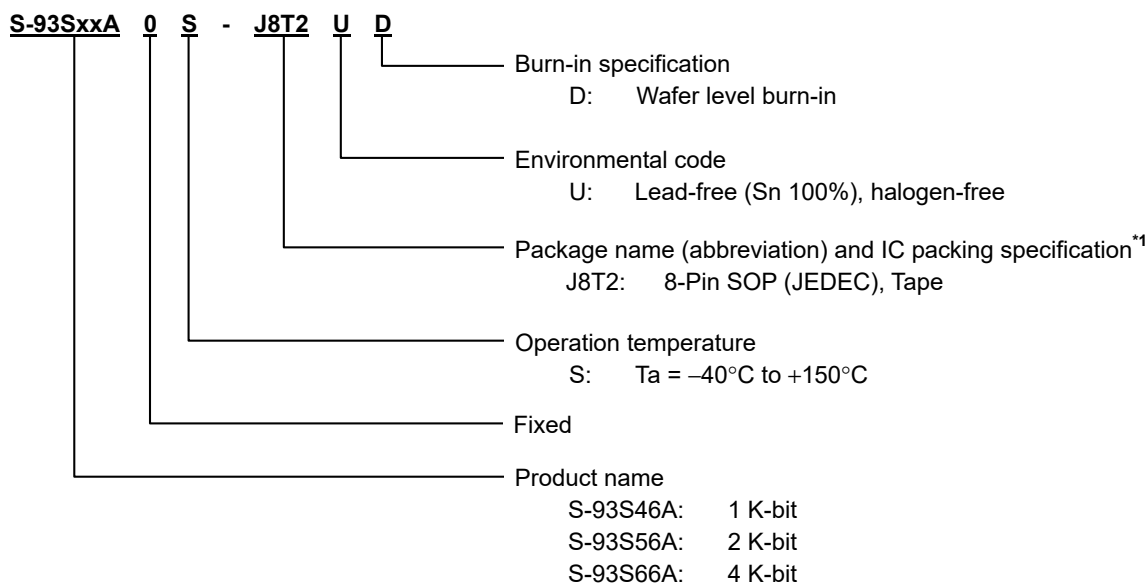 S-93SxxA 0 S - J8T2 U D
Burn-in specification
D: Wafer level burn-in
Environmental code
U: Lead-free (Sn 100%), halogen-free
Package name (abbreviation) and IC packing specification*1
J8T2: 8-Pin SOP (JEDEC), Tape
Operation temperature
S: Ta = −40°C to +150°C
Fixed
Product name
S-93S46A: 1 K-bit
S-93S56A: 2 K-bit
S-93S66A: 4 K-bit